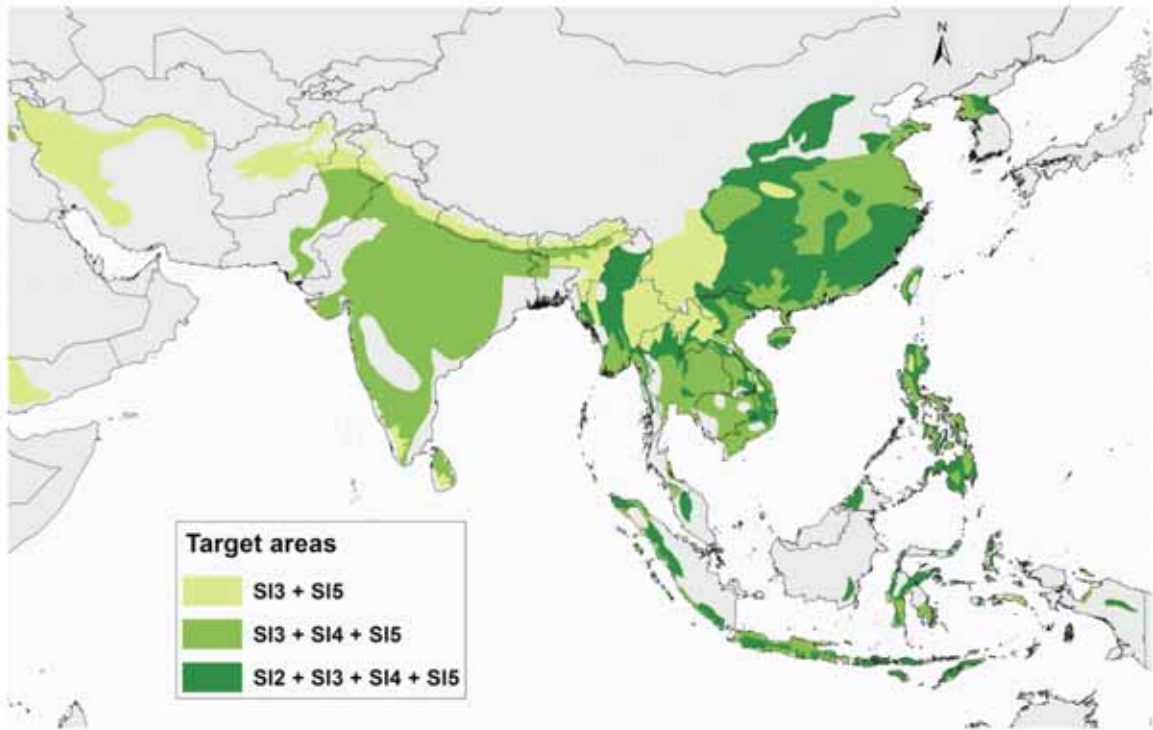 N
Target areas
SI3 + SI5
SI3 + SI4 + SI5
SI2 + SI3 + SI4 + SI5